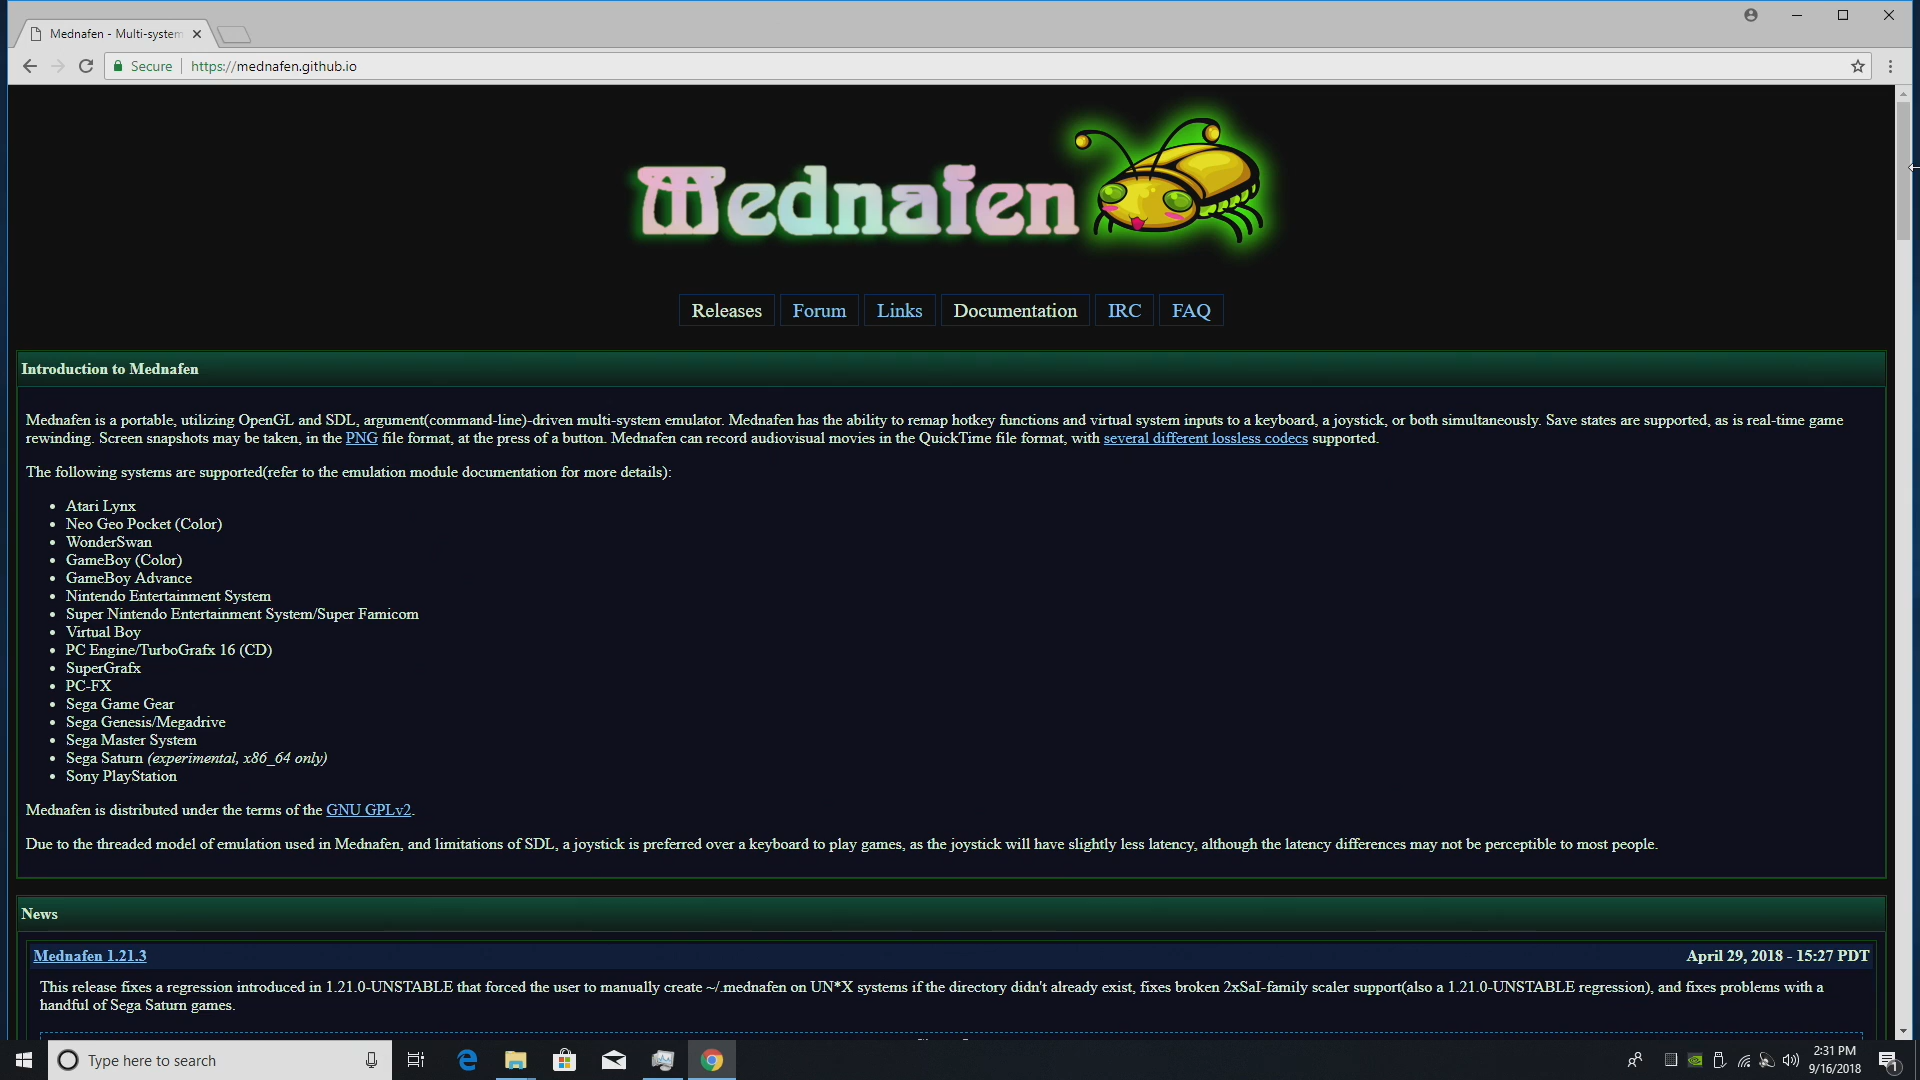 Mednafen - Multi-system
Secure
https://mednafen.github.io
Mednafen
Releases Forum Links Documentation IRC FAQ
Introduction to Mednafen
Mednafen is a portable, utilizing OpenGL and SDL, argument(command-line)-driven multi-system emulator. Mednafen has the ability to remap hotkey functions and virtual system inputs to a keyboard, a joystick, or both simultaneously. Save states are supported, as is real-time game
rewinding. Screen snapshots may be taken, in the PNG file format, at the press of a button. Mednafen can record audiovisual movies in the QuickTime file format, with several different lossless codecs supported.
The following systems are supported(refer to the emulation module documentation for more details):
• Atari Lynx
• Neo Geo Pocket (Color)
• WonderSwan
• GameBoy (Color)
• GameBoy Advance
• Nintendo Entertainment System
• Super Nintendo Entertainment System/Super Famicom
• Virtual Boy
• PC Engine/TurboGrafx 16 (CD)
• SuperGrafx
• PC-FX
• Sega Game Gear
• Sega Genesis/Megadrive
• Sega Master System
• Sega Saturn (experimental, x86_64 only)
• Sony PlayStation
Mednafen is distributed under the terms of the GNU GPLv2.
Due to the threaded model of emulation used in Mednafen, and limitations of SDL, a joystick is preferred over a keyboard to play games, as the joystick will have slightly less latency, although the latency differences may not be perceptible to most people.
News
Mednafen 1.21.3 April 29, 2018 - 15:27 PDT
This release fixes a regression introduced in 1.21.0-UNSTABLE that forced the user to manually create ~/.mednafen on UN*X systems if the directory didn't already exist, fixes broken 2xSaI-family scaler support(also a 1.21.0-UNSTABLE regression), and fixes problems with a
handful of Sega Saturn games.
Type here to search
2:31 PM
9/16/2018
1